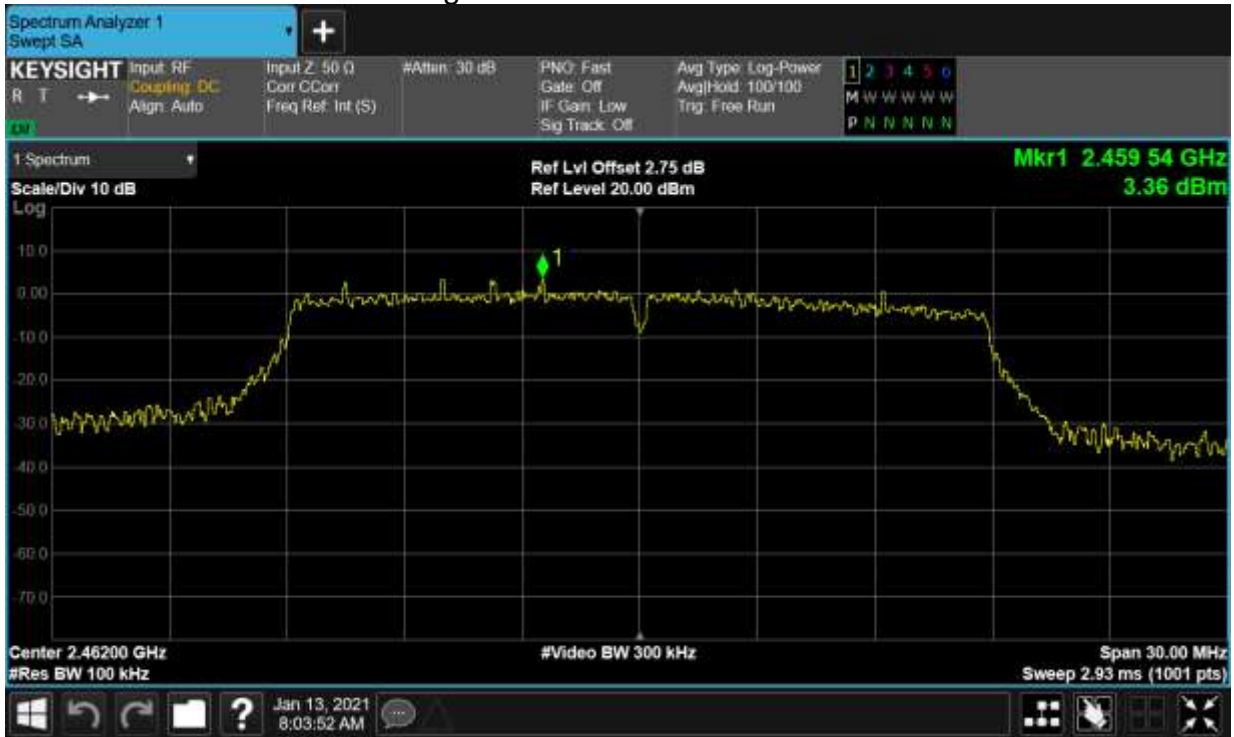 Spectrum Analyzer 1
Swept SA
+
KEYSIGHT
R T
Input: RF
Coupling: DC
Align: Auto
Input Z: 50 Ω
Corr CCorr
Freq Ref: Int (S)
#Atten: 30 dB
PNO: Fast
Gate: Off
IF Gain: Low
Sig Track: Off
Avg Type: Log-Power
Avg|Hold: 100/100
Trig: Free Run
1 2 3 4 5 6
M W W W W W
P N N N N N
1 Spectrum
Scale/Div 10 dB
Log
Ref Lvl Offset 2.75 dB
Ref Level 20.00 dBm
Mkr1 2.459 54 GHz
3.36 dBm
1
10.0
0.00
-10.0
-20.0
-30.0
-40.0
-50.0
-60.0
-70.0
Center 2.46200 GHz
#Res BW 100 kHz
#Video BW 300 kHz
Span 30.00 MHz
Sweep 2.93 ms (1001 pts)
?
Jan 13, 2021
8:03:52 AM